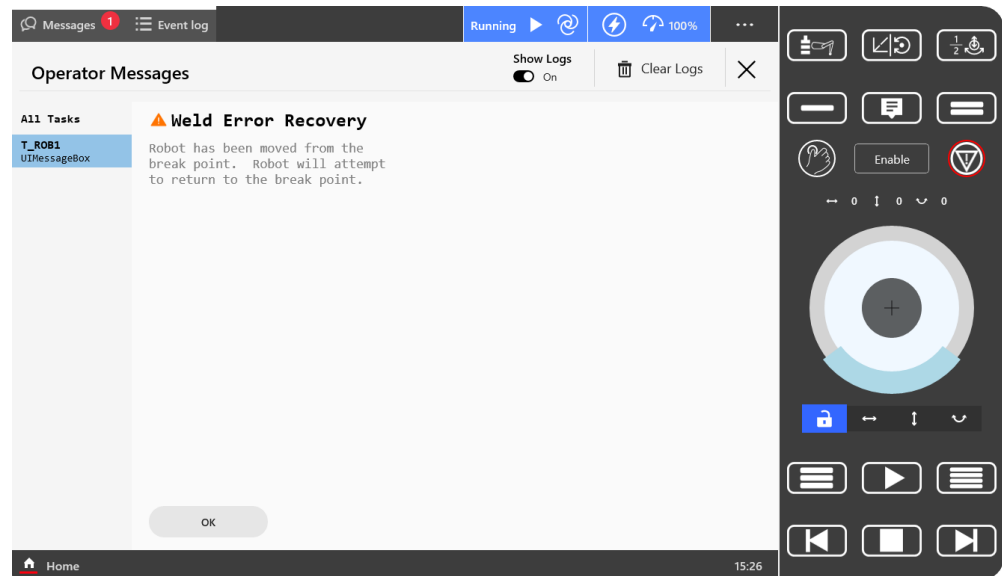 Messages 1 Event log Running 100% ...
Operator Messages Show Logs On Clear Logs
All Tasks
T_ROB1
UIMessageBox
Weld Error Recovery
Robot has been moved from the
break point. Robot will attempt
to return to the break point.
OK
Home 15:26
1
2
Enable
0 0 0